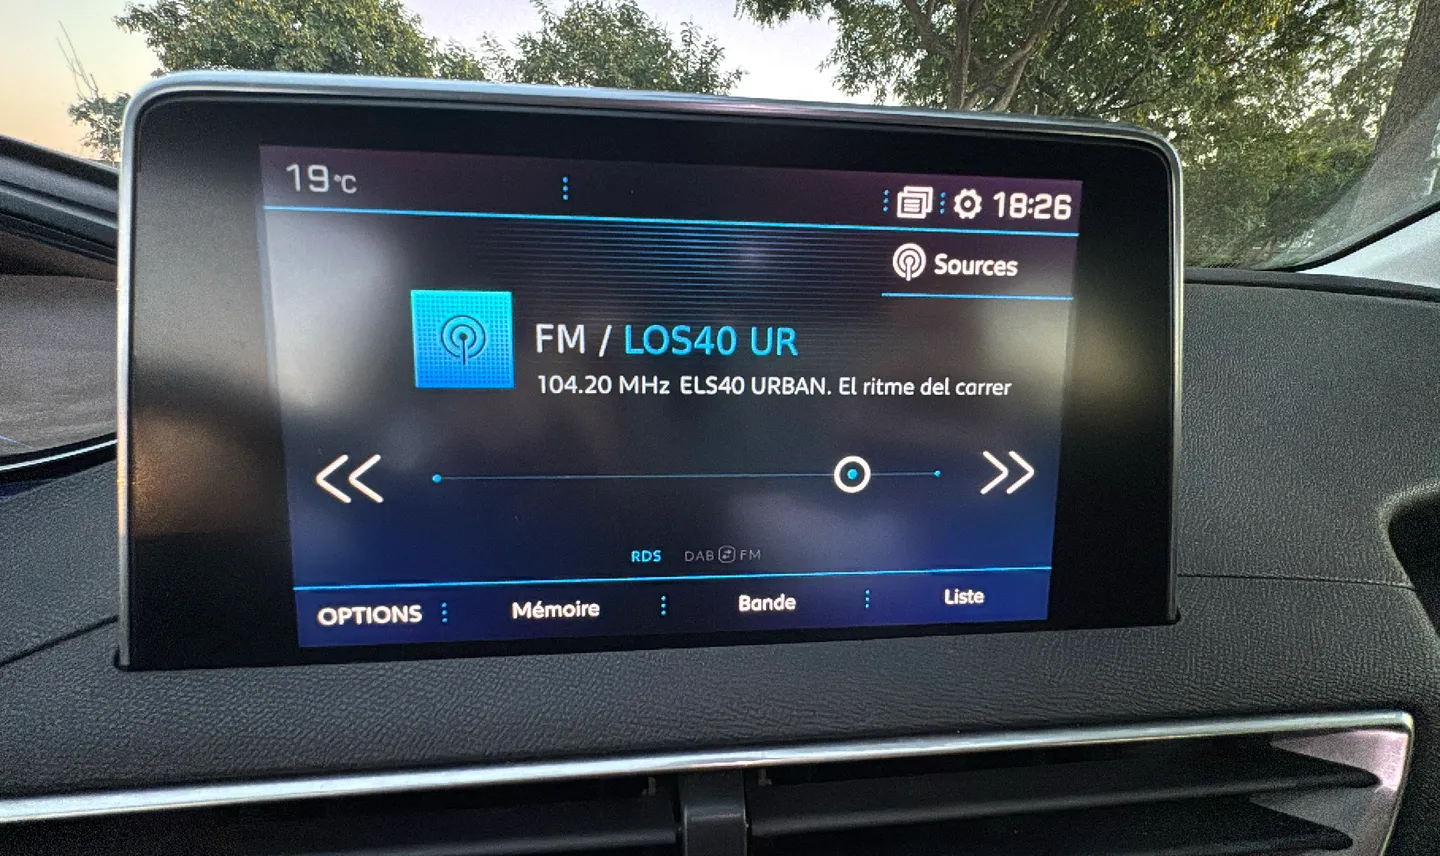 19°C
18:26
Sources
FM / LOS40 UR
104.20 MHz ELS40 URBAN. El ritme del carrer
RDS DAB FM
OPTIONS Mémoire Bande Liste